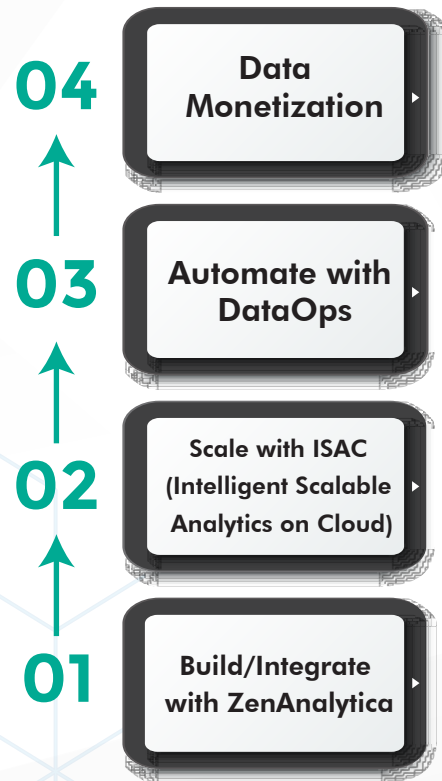 04
Data
Monetization
03
Automate with
DataOps
02
Scale with ISAC
(Intelligent Scalable
Analytics on Cloud)
01
Build/Integrate
with ZenAnalytica